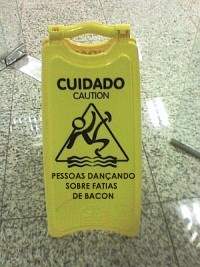 CUIDADO
CAUTION
PESSOAS DANÇANDO
SOBRE FATIAS
DE BACON